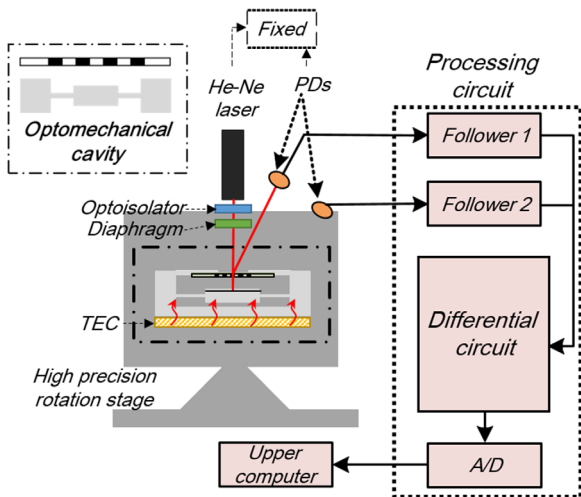 Fixed
He-Ne
laser
PDs
Processing
circuit
Optomechanical
cavity
Follower 1
Optoisolator
Diaphragm
Follower 2
TEC
Differential
circuit
High precision
rotation stage
Upper
computer
A/D